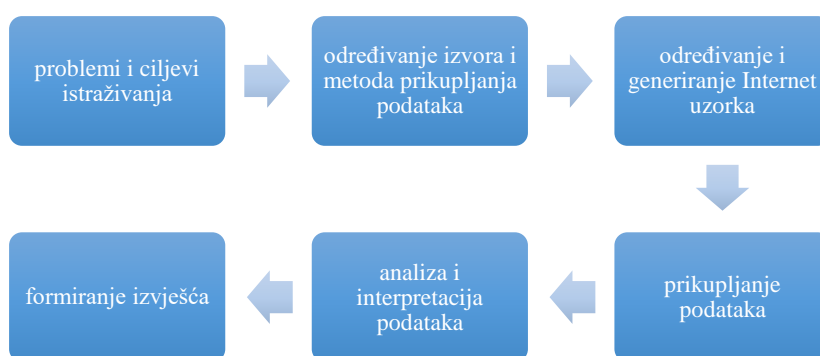 problemi i ciljevi
istraživanja
određivanje izvora i
metoda prikupljanja
podataka
određivanje i
generiranje Internet
uzorka
prikupljanje
podataka
analiza i
interpretacija
podataka
formiranje izvješća